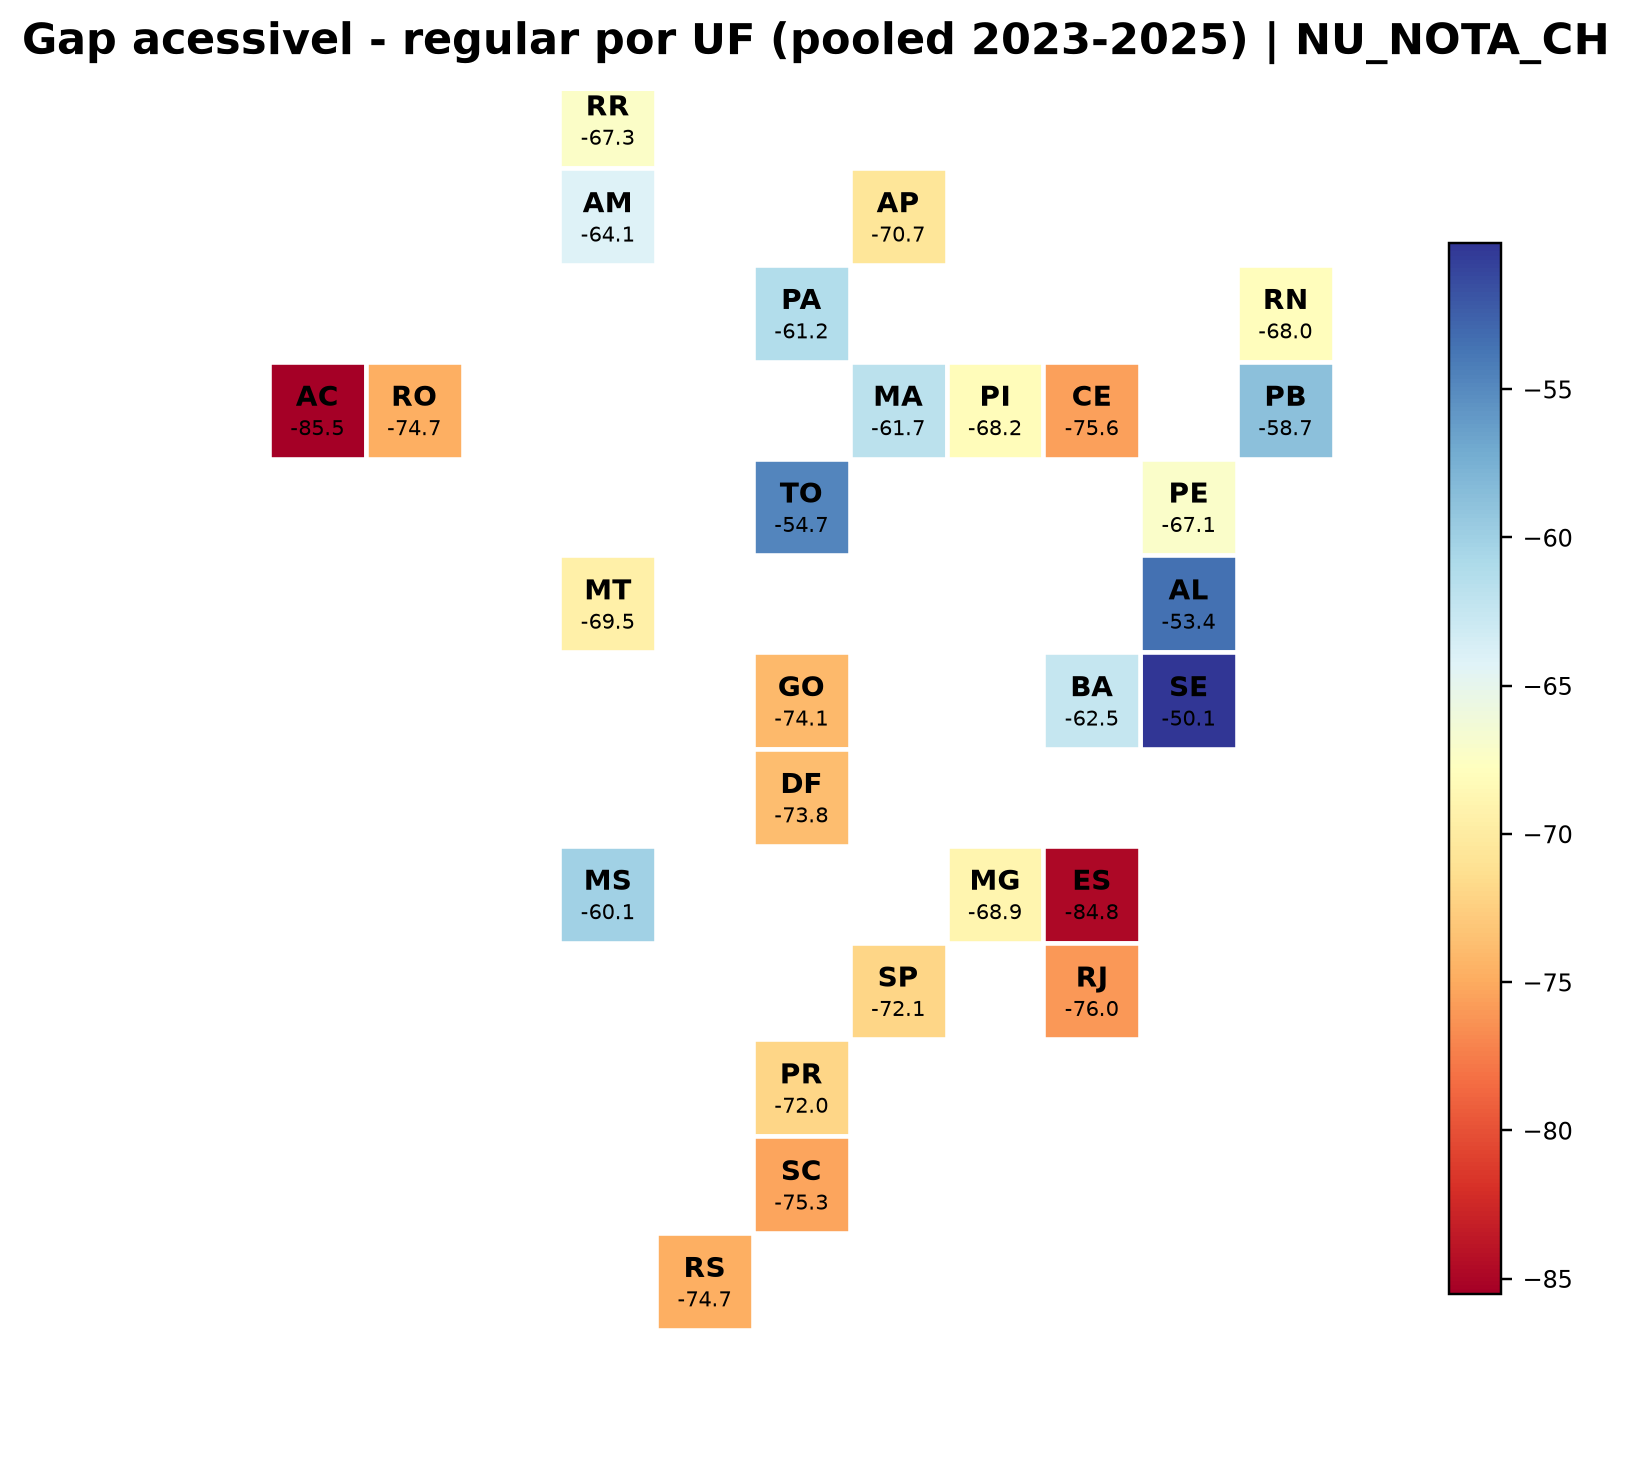 Gap acessivel - regular por UF (pooled 2023-2025) | NU_NOTA_CH
RR
-67.3
AM
-64.1
AP
-70.7
PA
-61.2
RN
-68.0
AC
-85.5
RO
-74.7
MA
-61.7
PI
-68.2
CE
-75.6
PB
-58.7
TO
-54.7
PE
-67.1
MT
-69.5
AL
-53.4
GO
-74.1
BA
-62.5
SE
-50.1
DF
-73.8
MS
-60.1
MG
-68.9
ES
-84.8
SP
-72.1
RJ
-76.0
PR
-72.0
SC
-75.3
RS
-74.7
−55
−60
−65
−70
−75
−80
−85